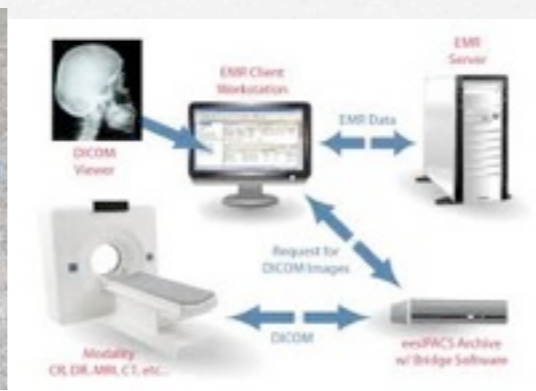 EMR
Server
EMR Client
Workstation
EMR Data
DICOM
Viewer
Request for
DICOM Images
DICOM
Modality
CR, DR, MRI, CT, etc...
PACS Archive
w/ Bridge Software